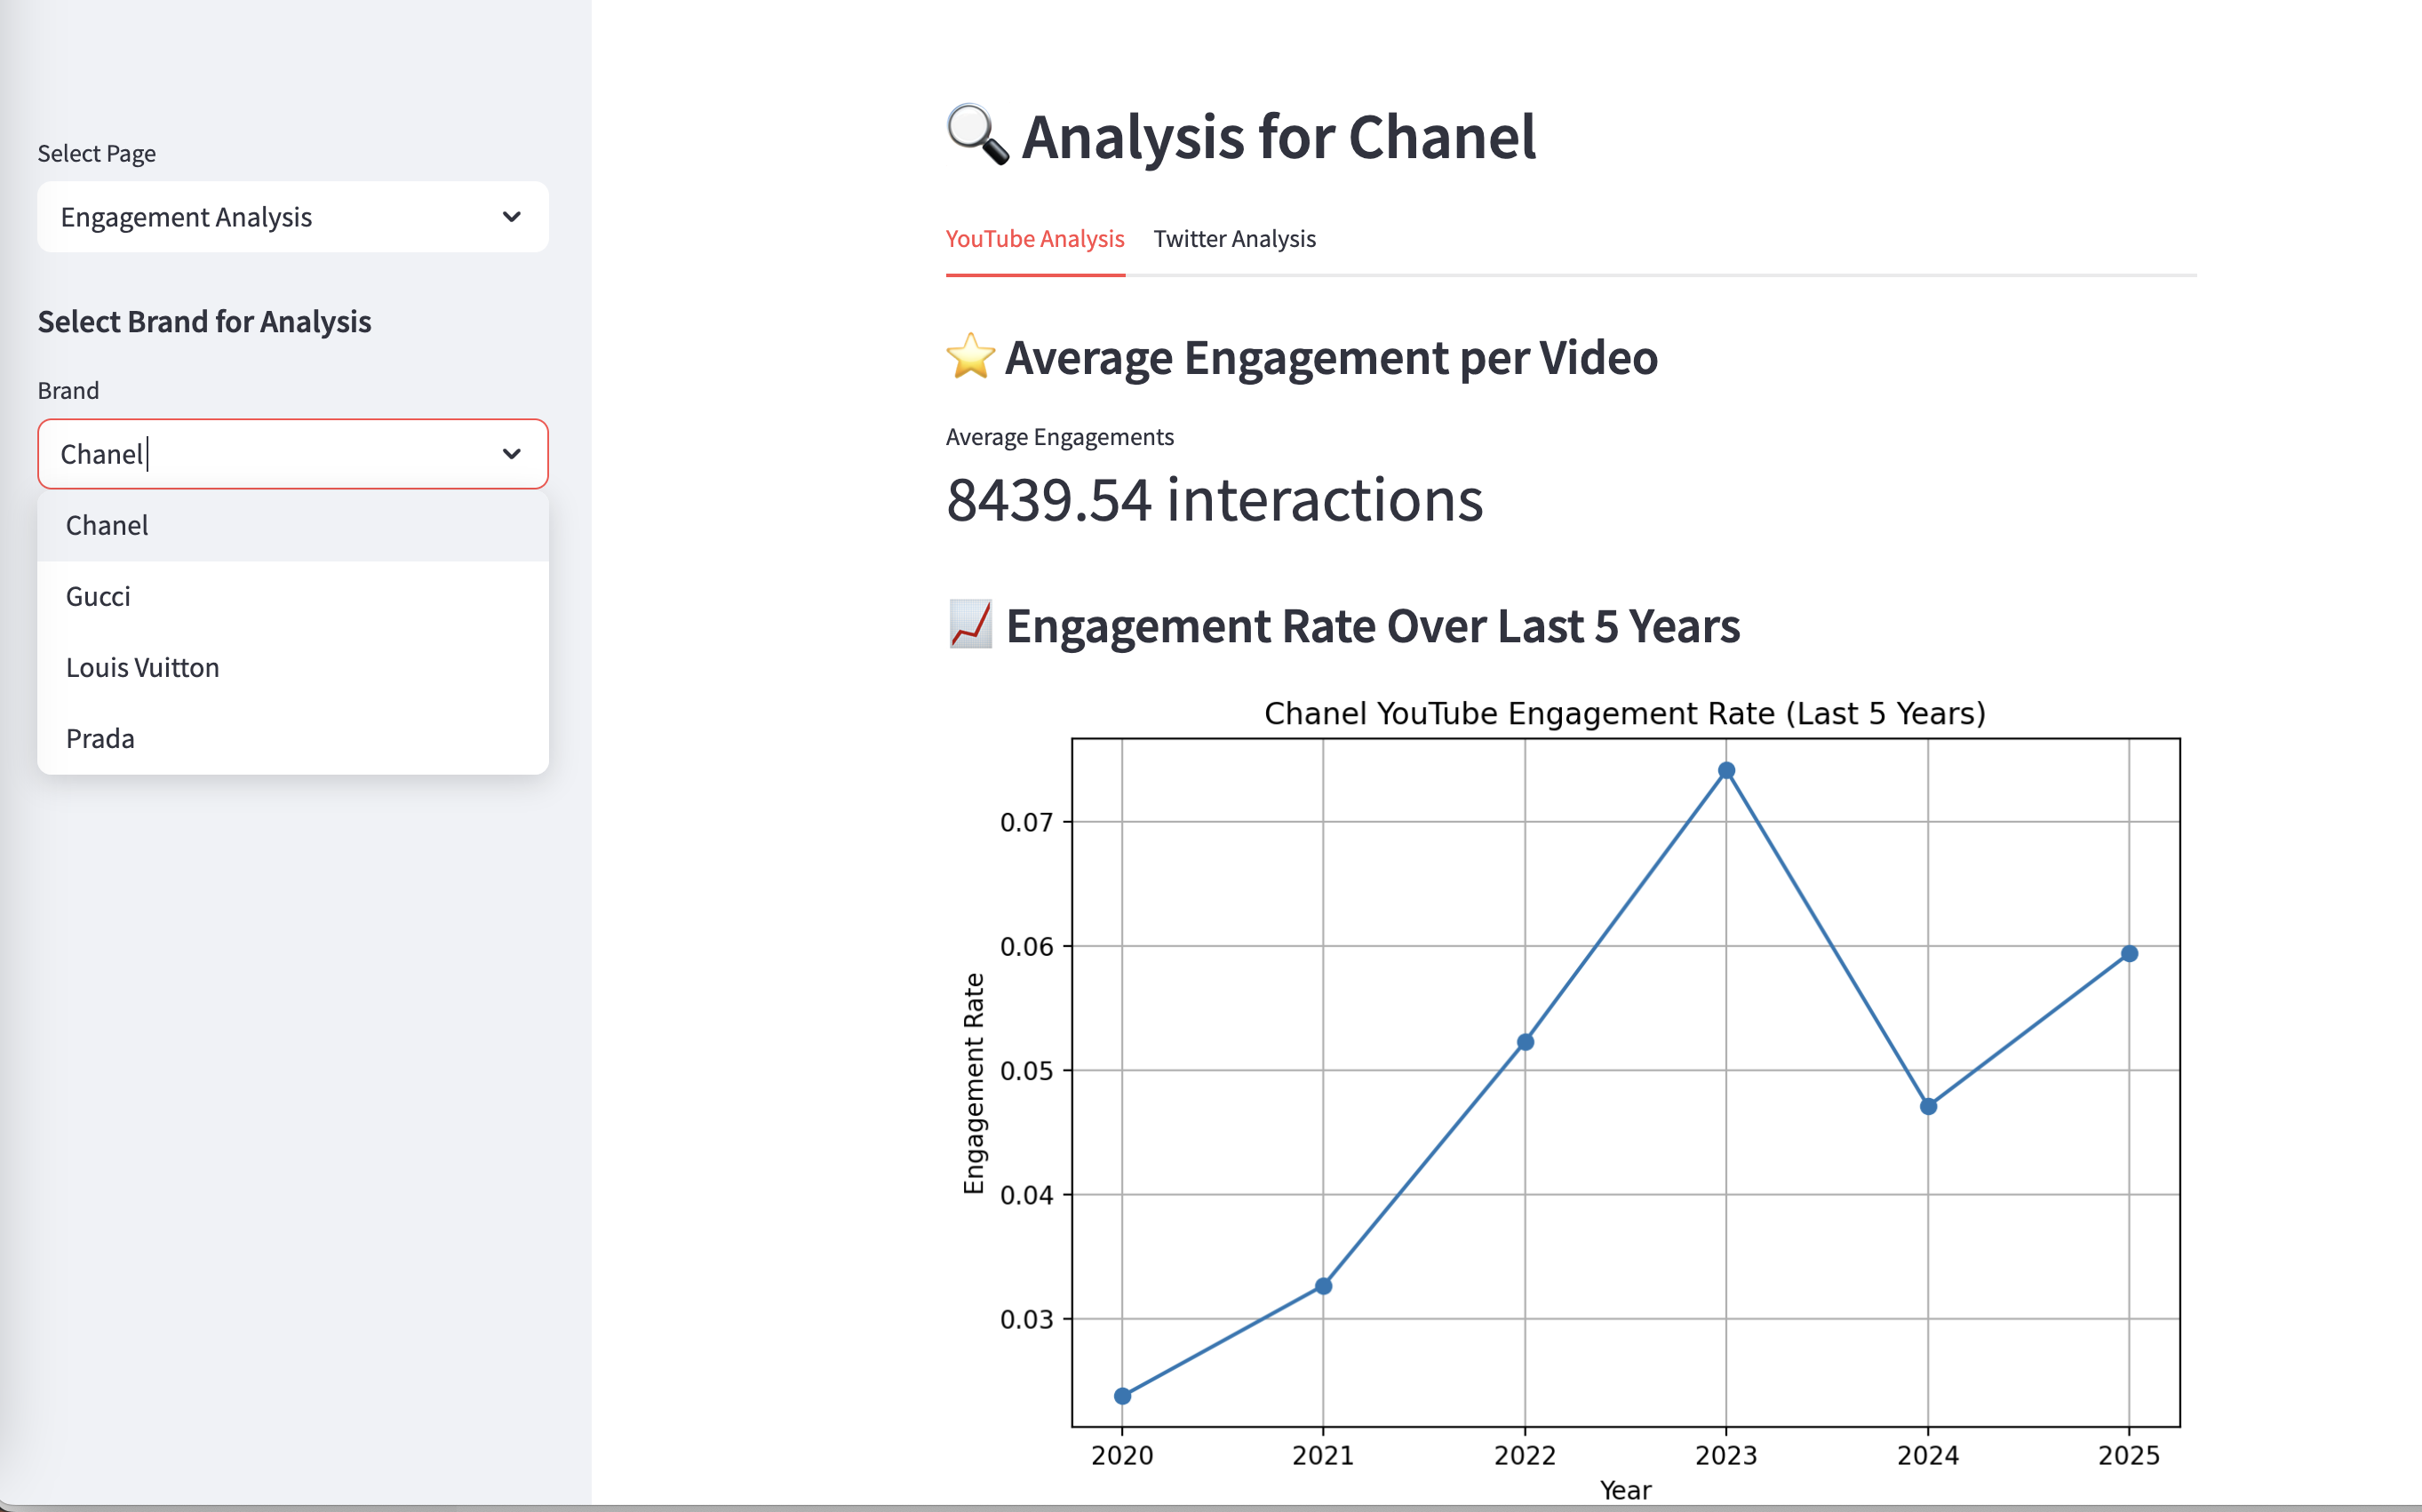 Select Page
Engagement Analysis
Select Brand for Analysis
Brand
Chanel
Chanel
Gucci
Louis Vuitton
Prada
Analysis for Chanel
YouTube Analysis Twitter Analysis
Average Engagement per Video
Average Engagements
8439.54 interactions
Engagement Rate Over Last 5 Years
Chanel YouTube Engagement Rate (Last 5 Years)
0.07
0.06
0.05
0.04
0.03
Engagement Rate
2020 2021 2022 2023 2024 2025
Year